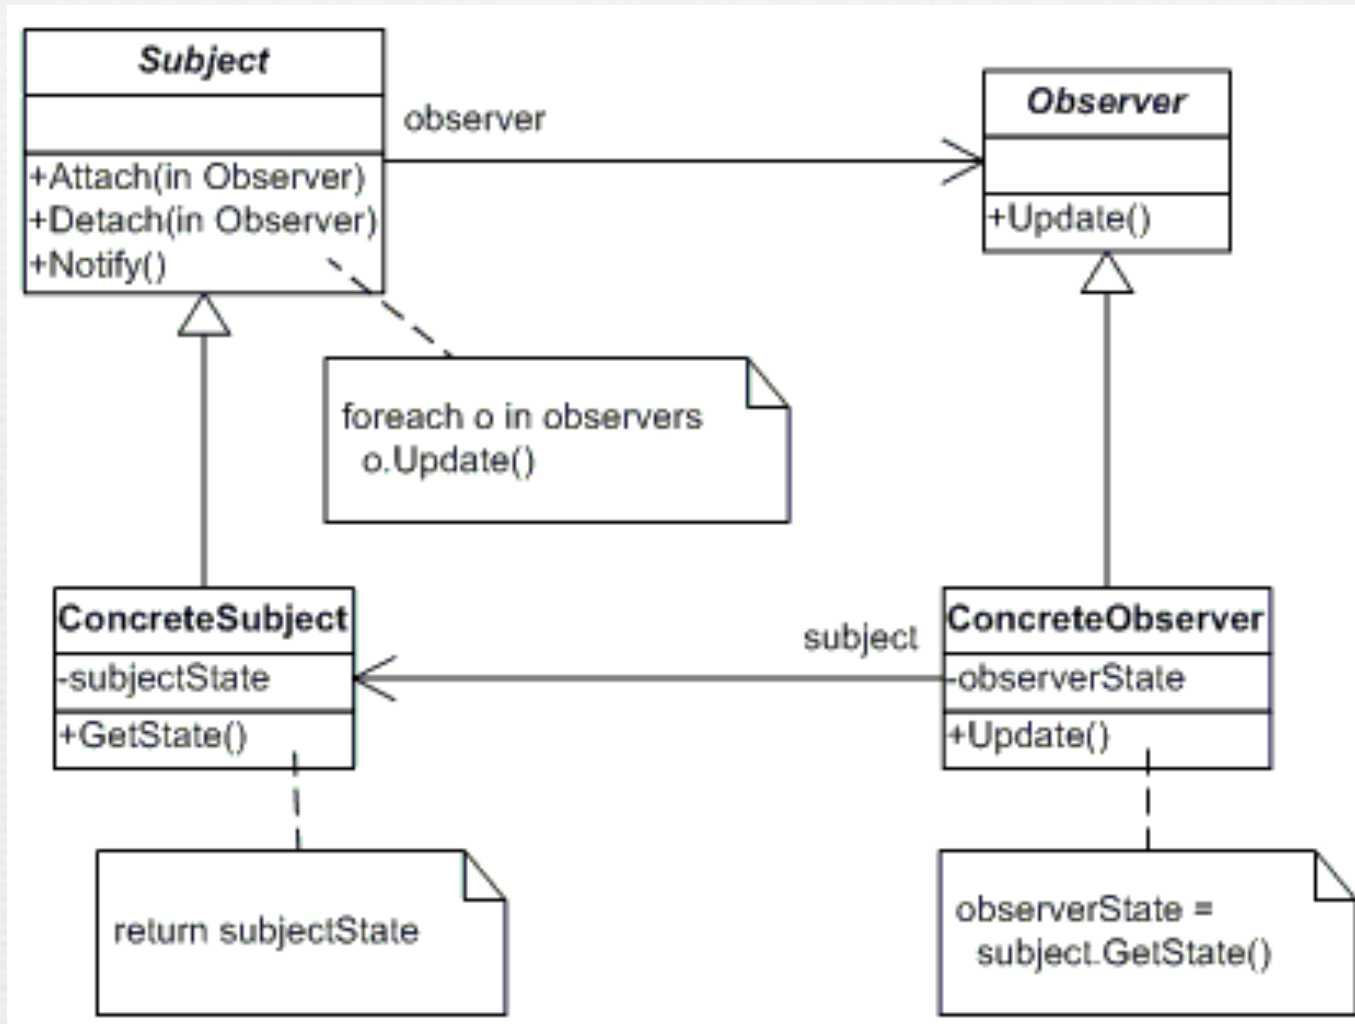 Subject
+Attach(in Observer)
+Detach(in Observer)
+Notify()
observer
Observer
+Update()
foreach o in observers
o.Update()
ConcreteSubject
-subjectState
+GetState()
subject
ConcreteObserver
-observerState
+Update()
return subjectState
observerState =
subject.GetState()